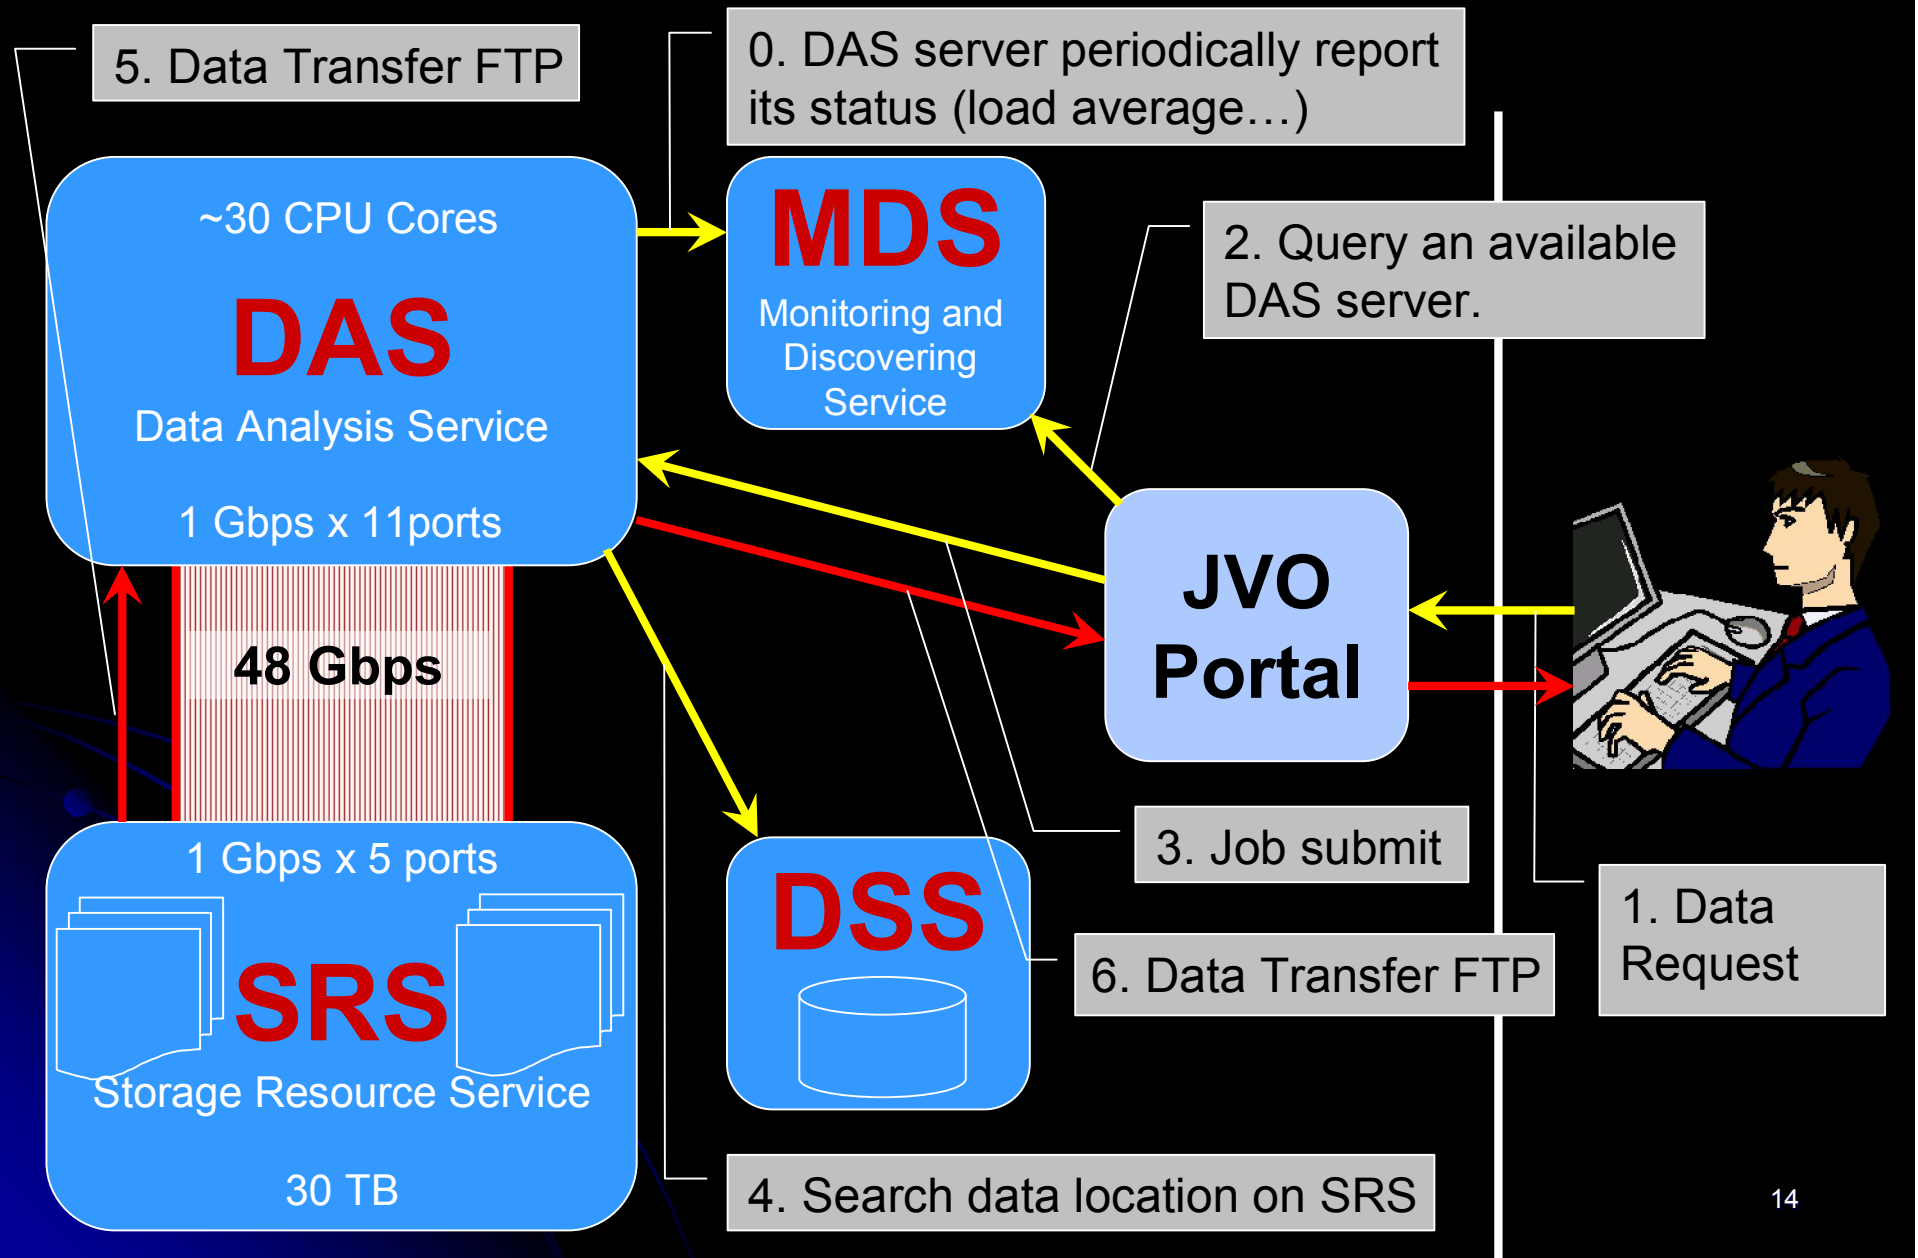 5. Data Transfer FTP
0. DAS server periodically report
its status (load average…)
~30 CPU Cores
DAS
Data Analysis Service
1 Gbps x 11ports
MDS
Monitoring and
Discovering
Service
2. Query an available
DAS server.
48 Gbps
JVO
Portal
1 Gbps x 5 ports
SRS
Storage Resource Service
30 TB
DSS
3. Job submit
6. Data Transfer FTP
1. Data
Request
4. Search data location on SRS
14